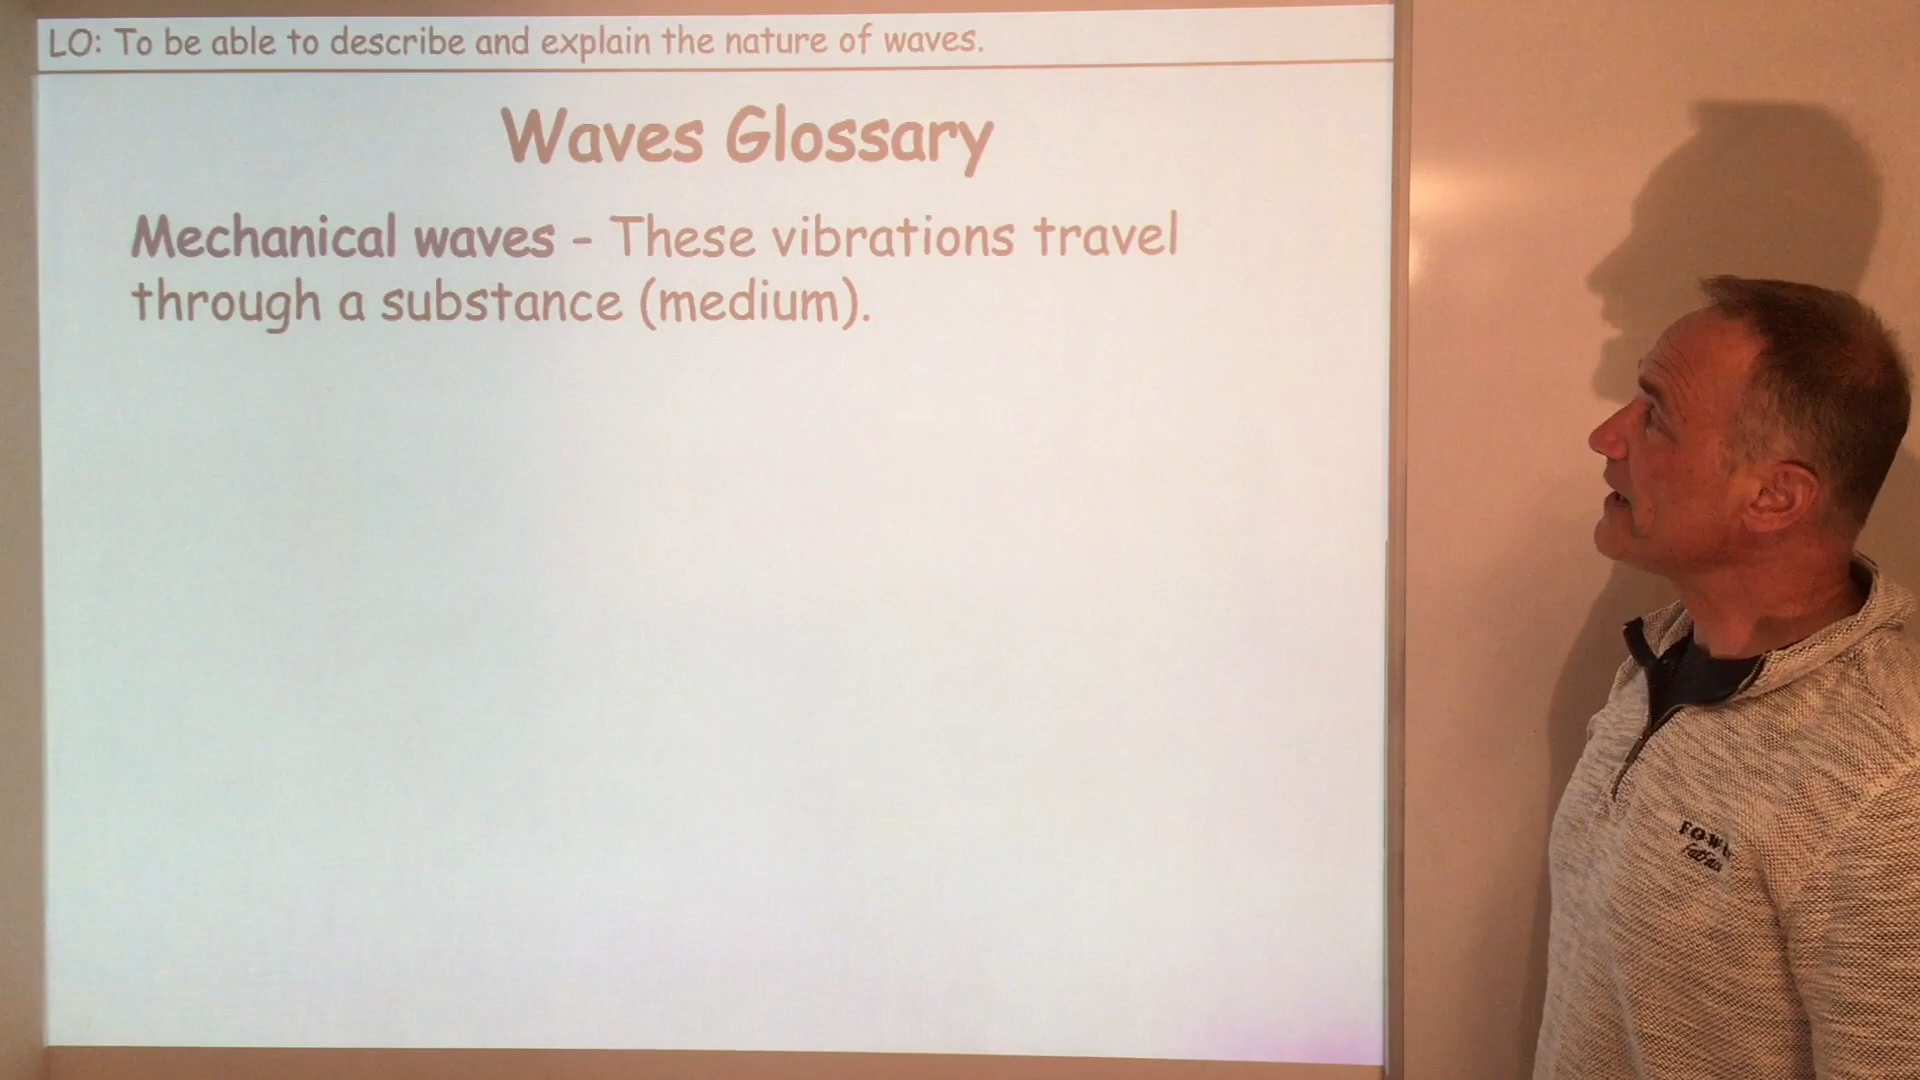 LO: To be able to describe and explain the nature of waves.
Waves Glossary
Mechanical waves - These vibrations travel
through a substance (medium).